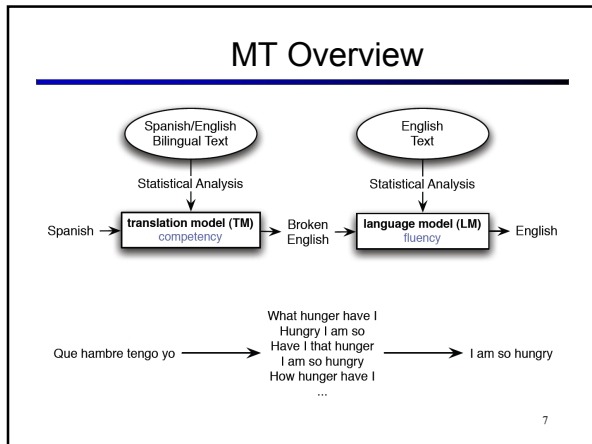 MT Overview
Spanish/English
Bilingual Text
English
Text
Statistical Analysis
Statistical Analysis
Spanish
translation model (TM)
competency
Broken
English
language model (LM)
fluency
English
What hunger have I
Hungry I am so
Que hambre tengo yo
Have I that hunger
I am so hungry
I am so hungry
How hunger have I
...
7